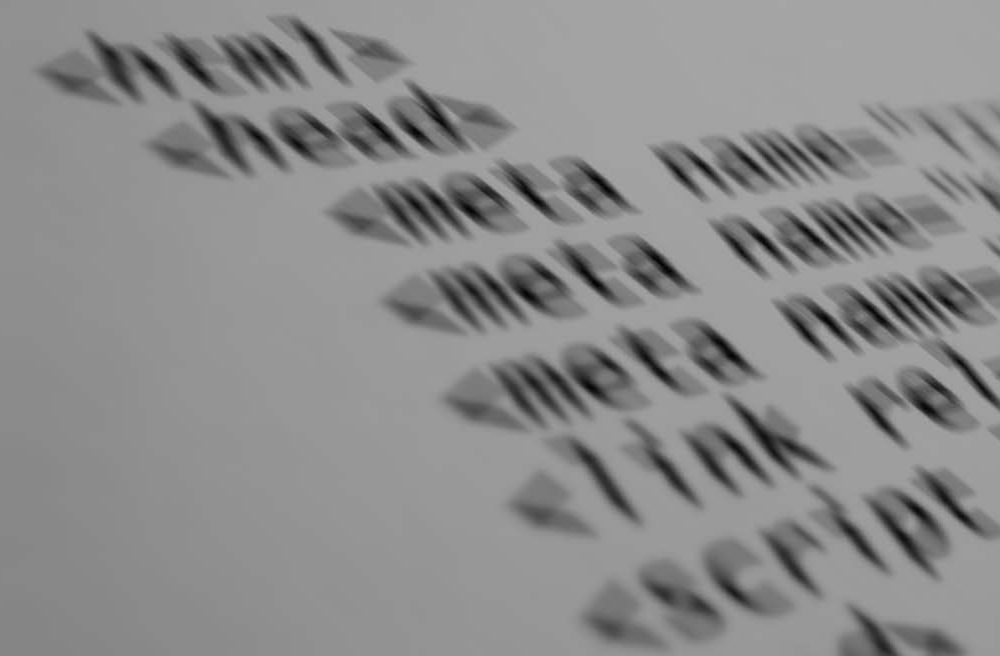 <html>
<head>
<meta name="
<meta name="
<meta name=
<link rel
<script